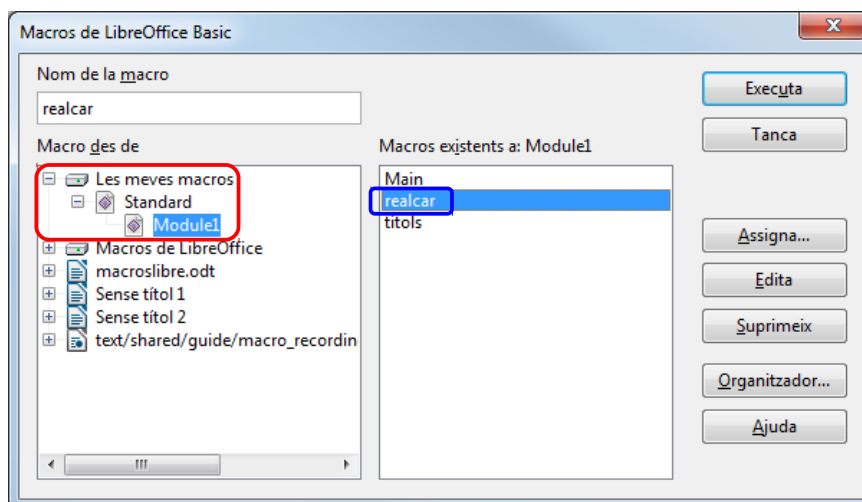 Macros de LibreOffice Basic
Nom de la macro
realcar
Macro des de
Les meves macros
Standard
Module1
Macros de LibreOffice
macroslibre.odt
Sense títol 1
Sense títol 2
text/shared/guide/macro_recordin
Macros existents a: Module1
Main
realcar
titols
Executa
Tanca
Assigna...
Edita
Suprimeix
Organitzador...
Ajuda